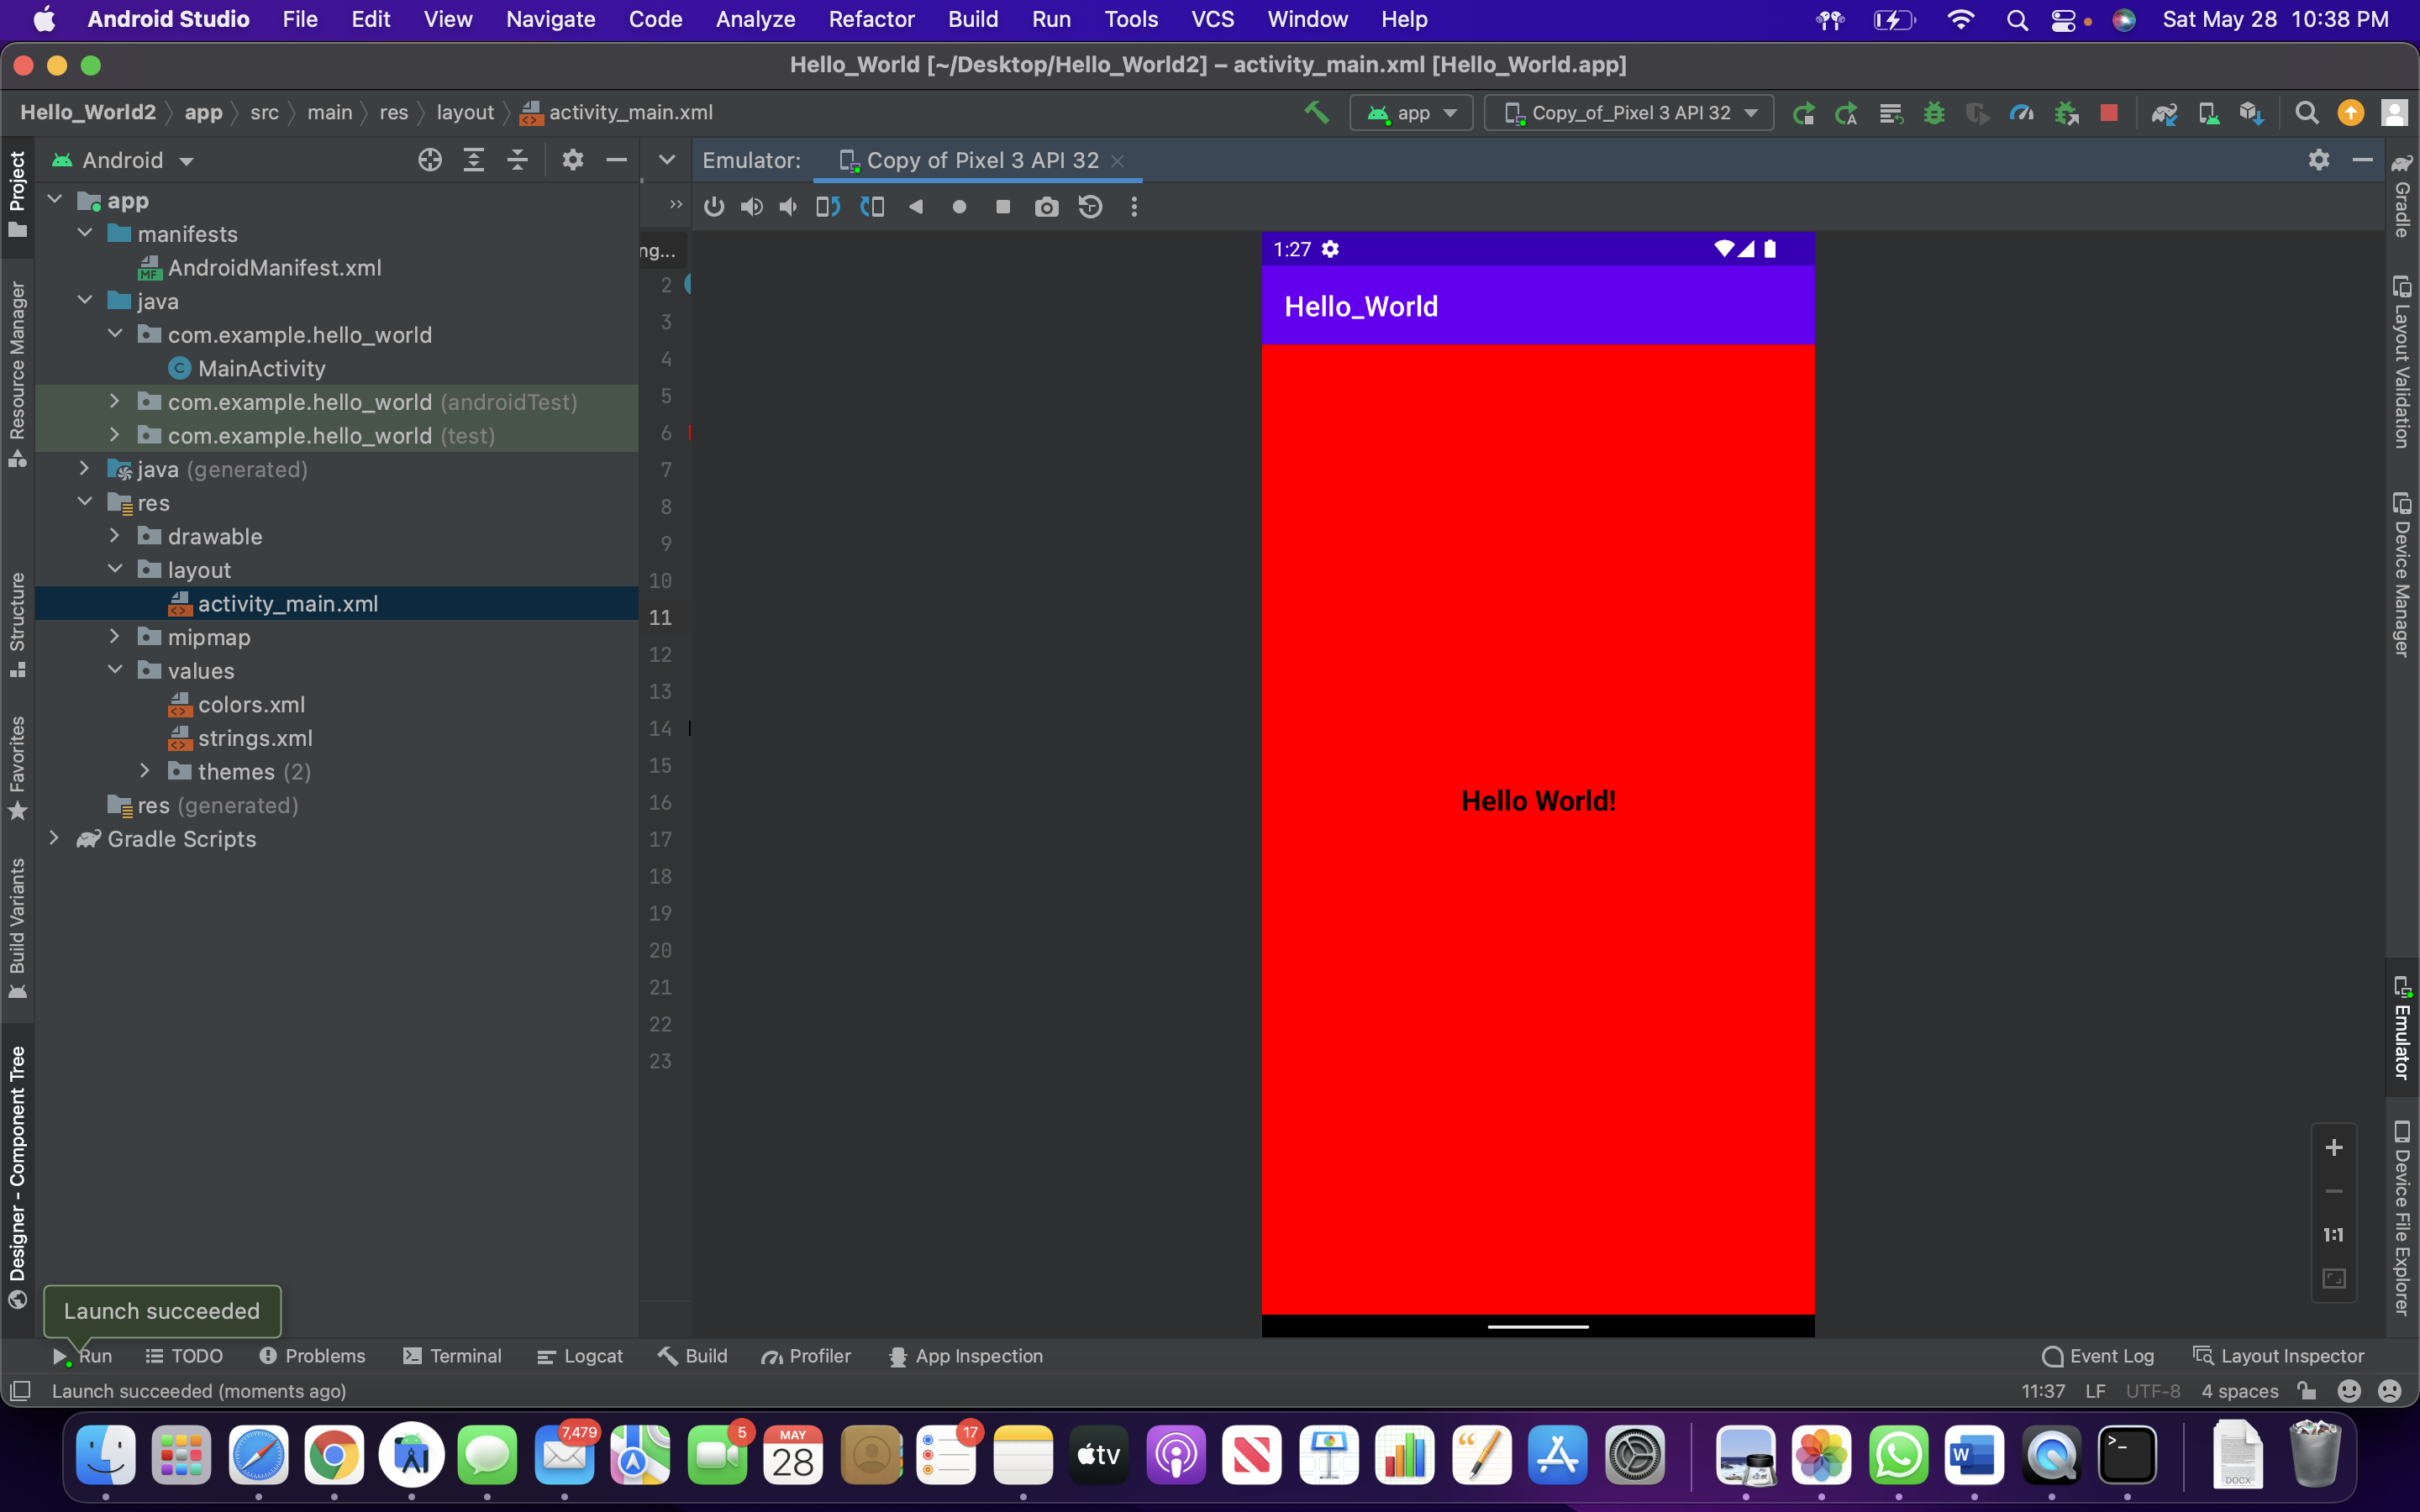 Android Studio File Edit View Navigate Code Analyze Refactor Build Run Tools VCS Window Help Sat May 28 10:38 PM
Hello_World [~/Desktop/Hello_World2] – activity_main.xml [Hello_World.app]
Hello_World2 app src main res layout activity_main.xml app Copy_of_Pixel 3 API 32
Project
Resource Manager
Structure
Favorites
Build Variants
Designer - Component Tree
Android
app
manifests
AndroidManifest.xml
java
com.example.hello_world
MainActivity
com.example.hello_world (androidTest)
com.example.hello_world (test)
java (generated)
res
drawable
layout
activity_main.xml
mipmap
values
colors.xml
strings.xml
themes (2)
res (generated)
Gradle Scripts
ng...
2
3
4
5
6
7
8
9
10
11
12
13
14
15
16
17
18
19
20
21
22
23
Emulator: Copy of Pixel 3 API 32
1:27
Hello_World
Hello World!
1:1
Gradle
Layout Validation
Device Manager
Emulator
Device File Explorer
Launch succeeded
Run TODO Problems Terminal Logcat Build Profiler App Inspection Event Log Layout Inspector
Launch succeeded (moments ago) 11:37 LF UTF-8 4 spaces
7,479
5
MAY
28
17
tv
W
>_
DOCX